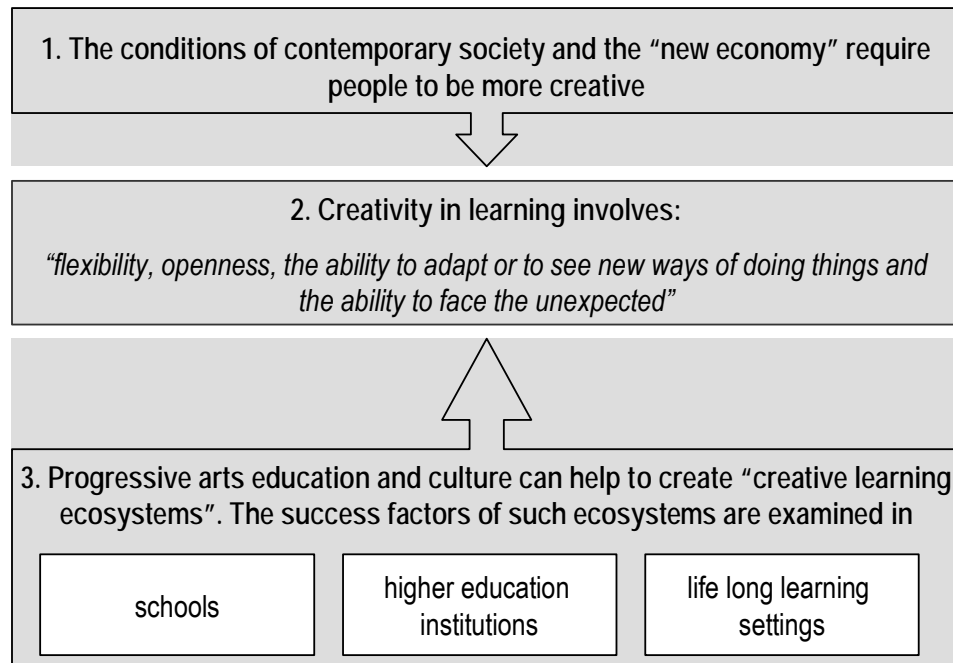 1. The conditions of contemporary society and the “new economy” require
people to be more creative
2. Creativity in learning involves:
“flexibility, openness, the ability to adapt or to see new ways of doing things and
the ability to face the unexpected”
3. Progressive arts education and culture can help to create “creative learning
ecosystems”. The success factors of such ecosystems are examined in
schools
higher education
institutions
life long learning
settings